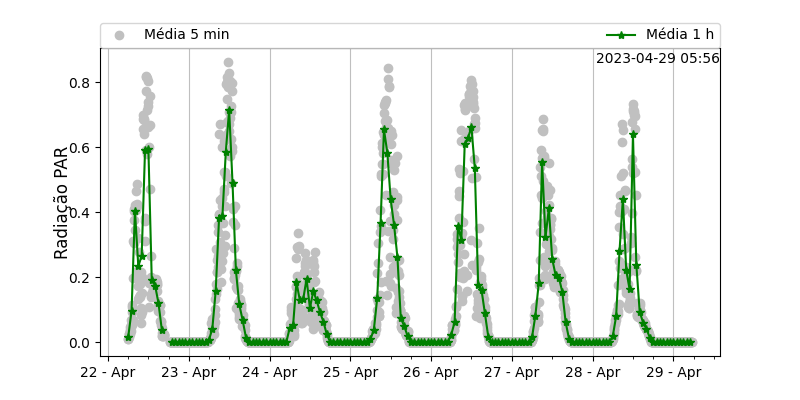 Média 5 min
Média 1 h
2023-04-29 05:56
Radiação PAR
0.8
0.6
0.4
0.2
0.0
22 - Apr
23 - Apr
24 - Apr
25 - Apr
26 - Apr
27 - Apr
28 - Apr
29 - Apr